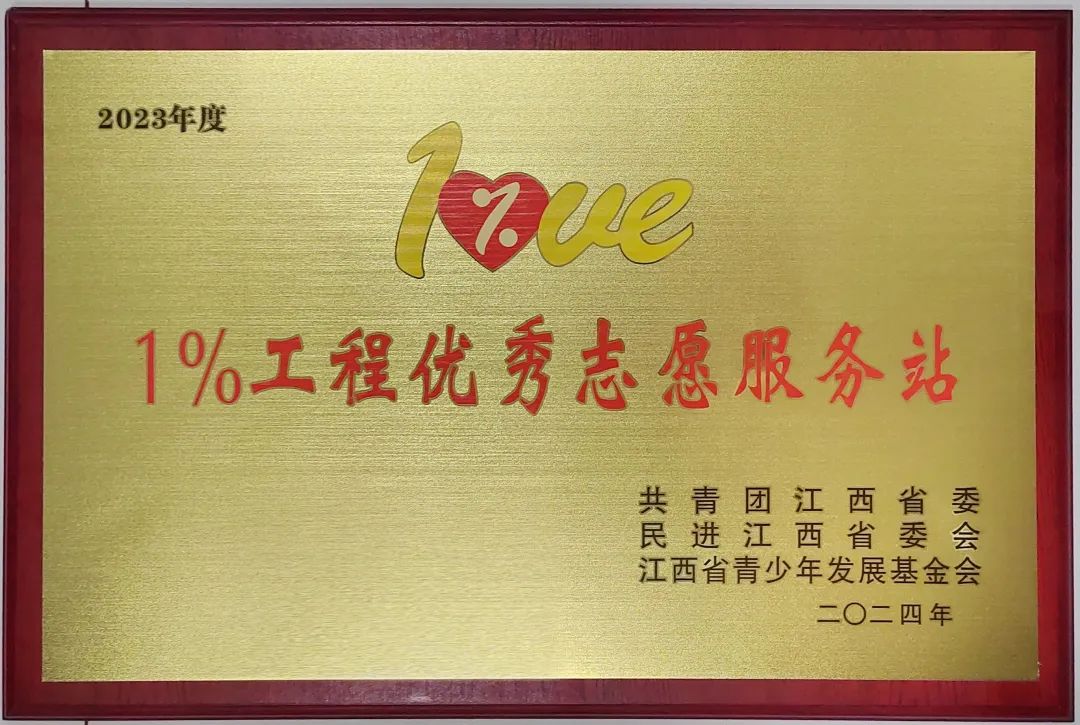 2023年度
1%ve
1%工程优秀志愿服务站
共青团江西省委
民进江西省委会
江西省青少年发展基金会
二〇二四年